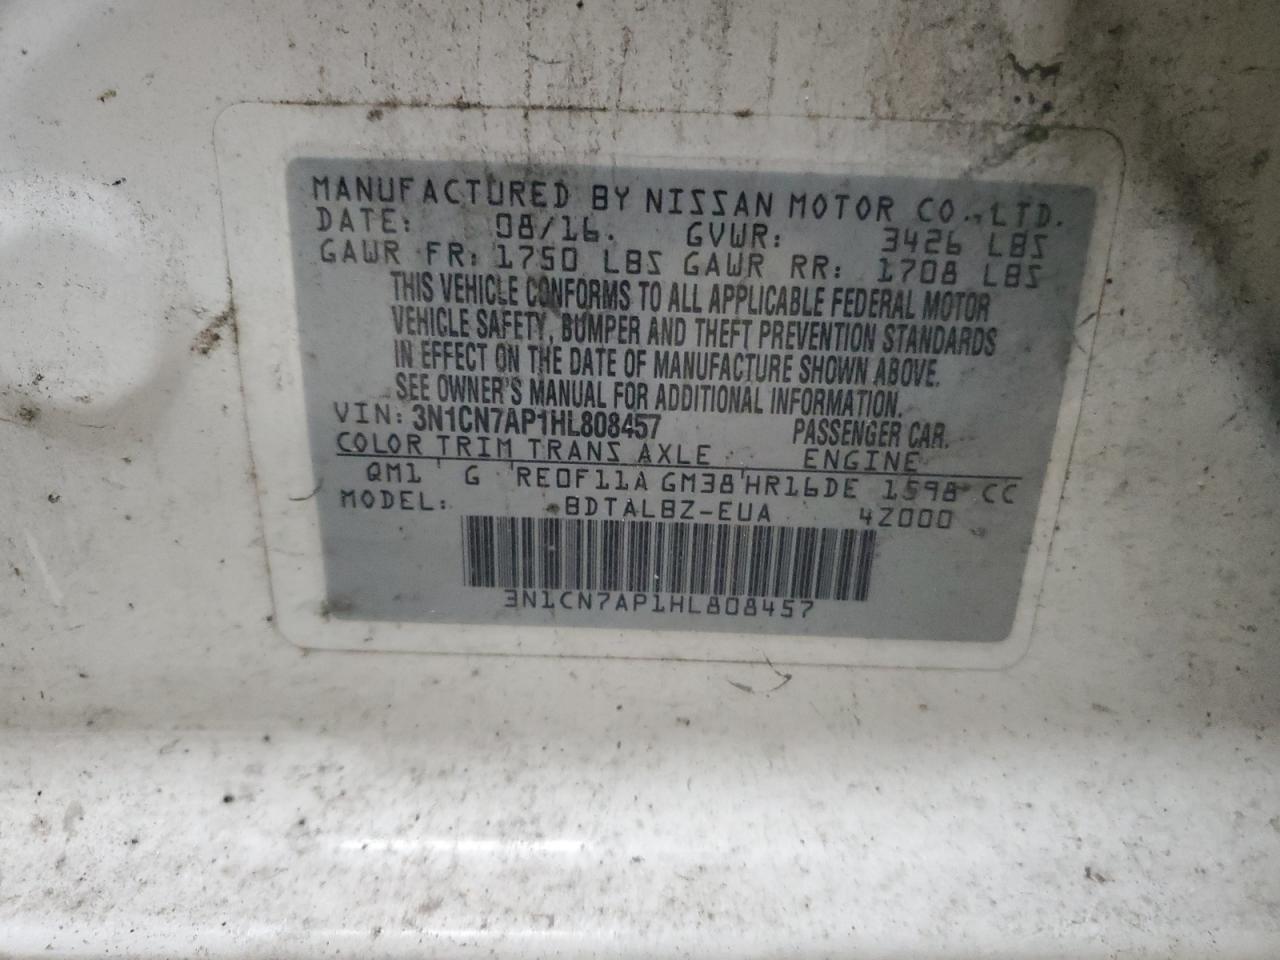 MANUFACTURED BY NISSAN MOTOR CO., LTD.
DATE: 08/16. GVWR: 3426 LBS
GAWR FR: 1750 LBS GAWR RR: 1708 LBS
THIS VEHICLE CONFORMS TO ALL APPLICABLE FEDERAL MOTOR
VEHICLE SAFETY, BUMPER AND THEFT PREVENTION STANDARDS
IN EFFECT ON THE DATE OF MANUFACTURE SHOWN ABOVE.
SEE OWNER'S MANUAL FOR ADDITIONAL INFORMATION.
VIN: 3N1CN7AP1HL808457 PASSENGER CAR.
COLOR TRIM TRANS AXLE ENGINE
QM1 G RE0F11A GM38 HR16DE 1598 CC
MODEL: BDTALBZ-EUA 4Z000
3N1CN7AP1HL808457